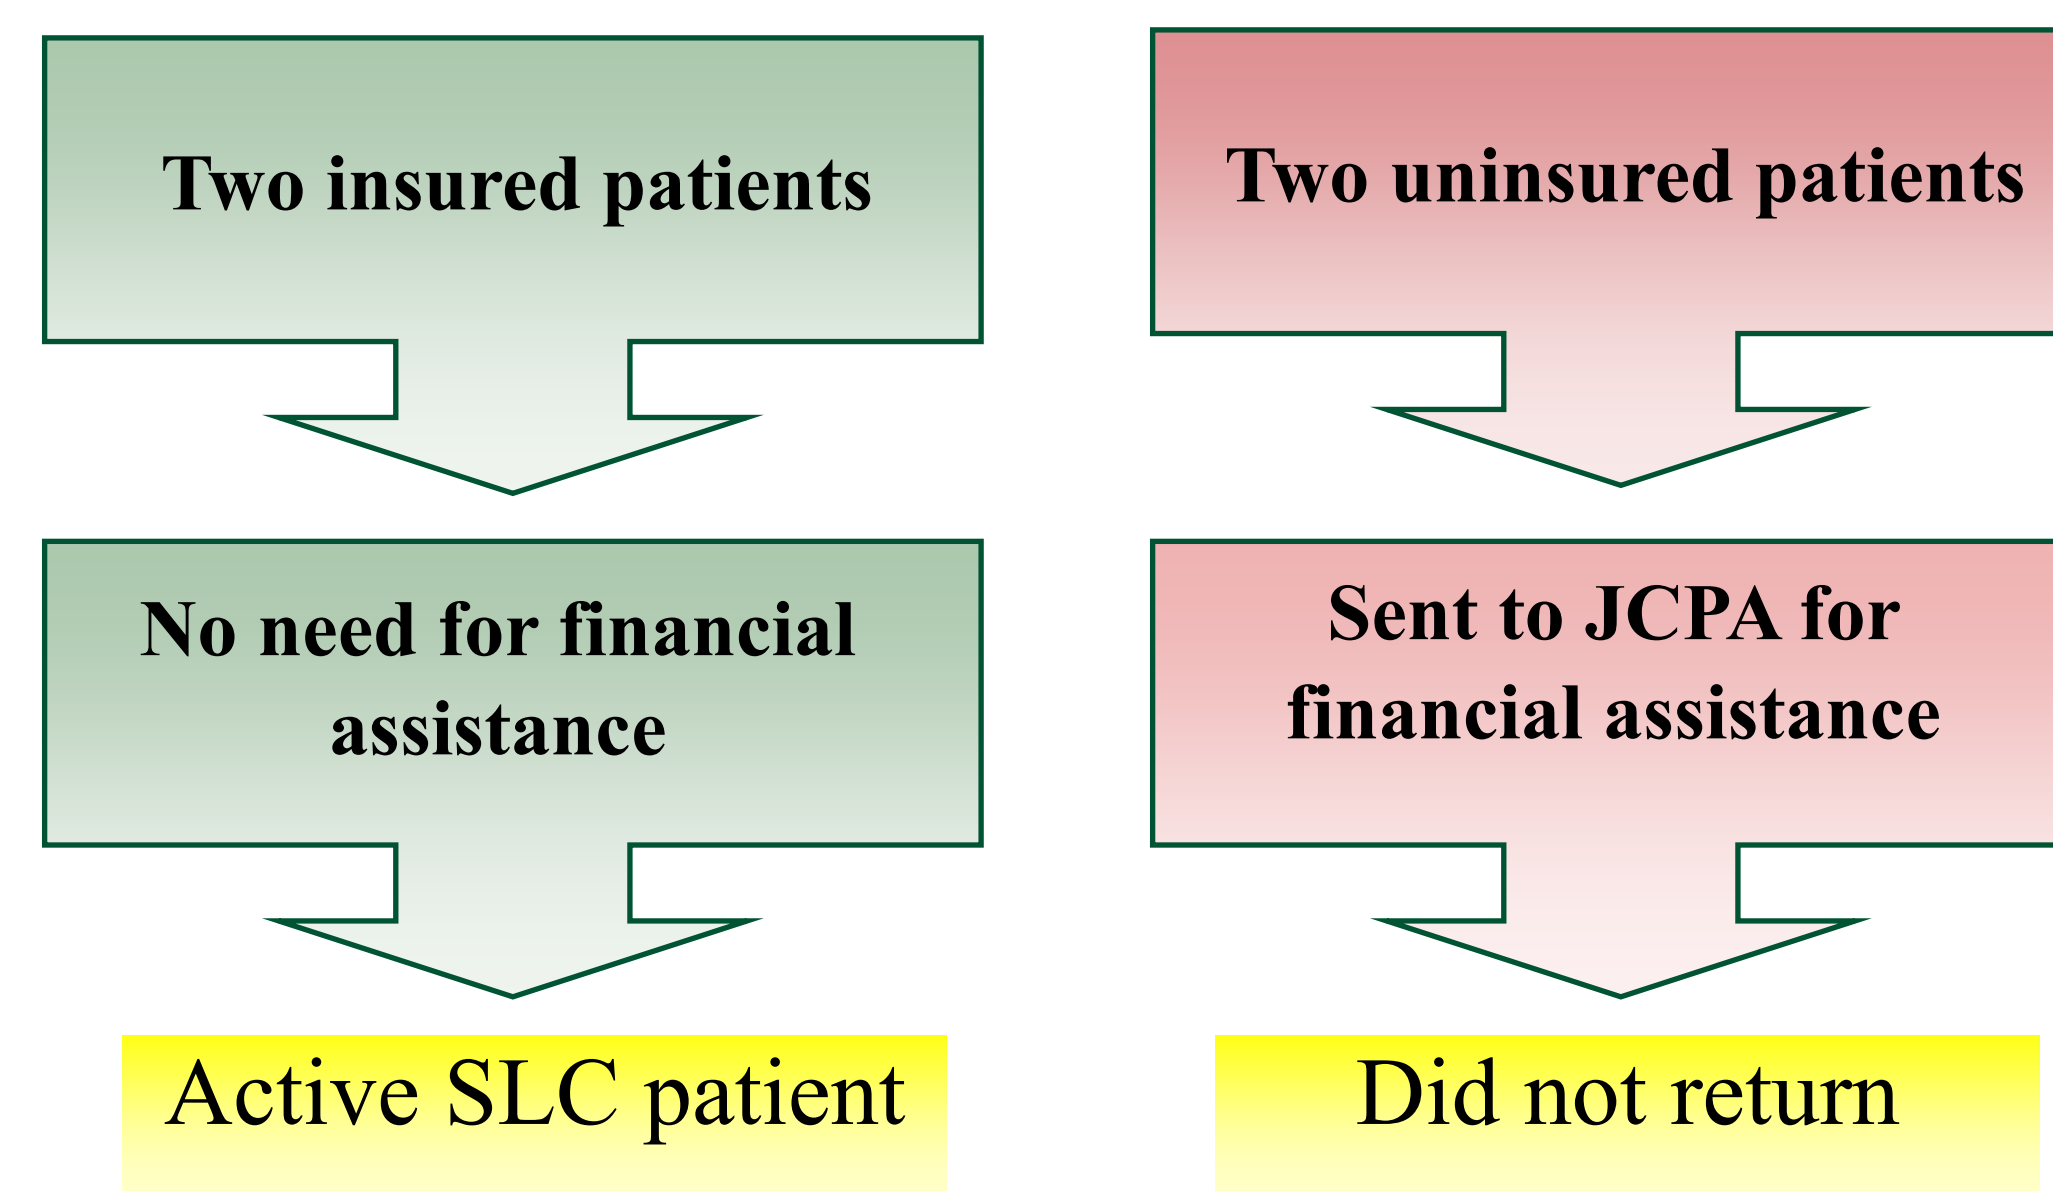 Two insured patients
No need for financial
assistance
Active SLC patient
Two uninsured patients
Sent to JCPA for
financial assistance
Did not return